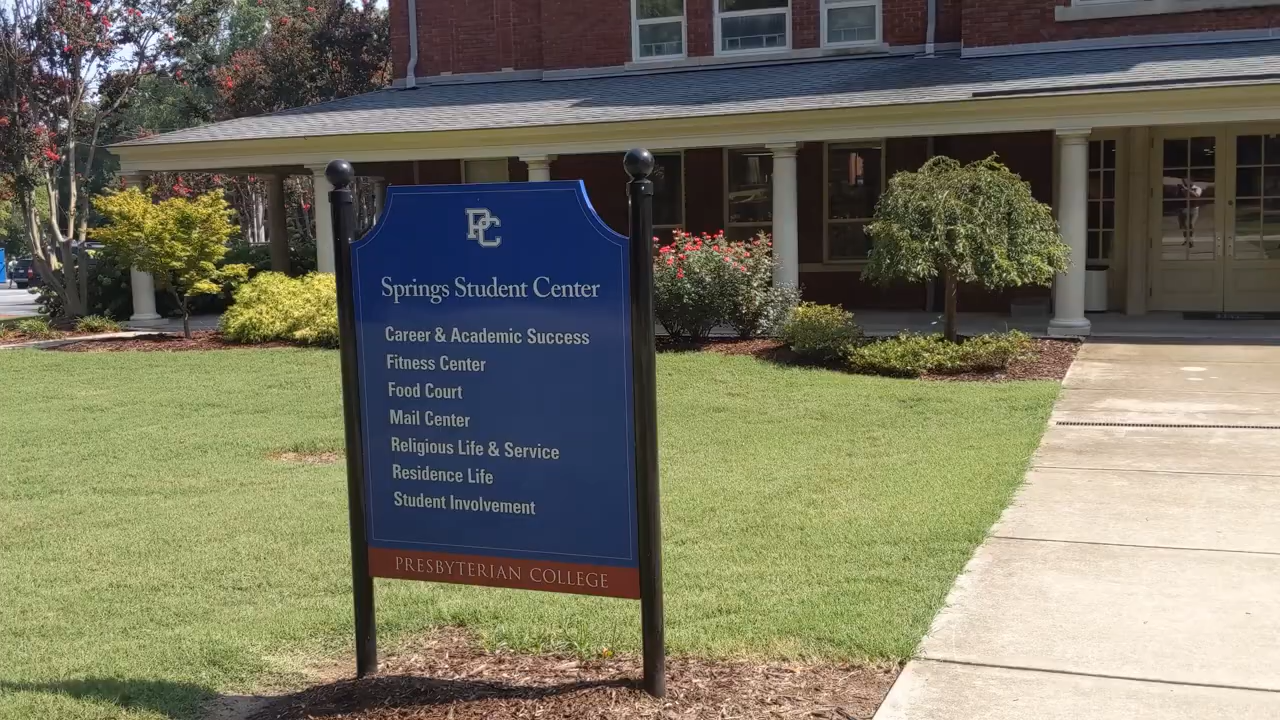 PC
Springs Student Center
Career & Academic Success
Fitness Center
Food Court
Mail Center
Religious Life & Service
Residence Life
Student Involvement
PRESBYTERIAN COLLEGE